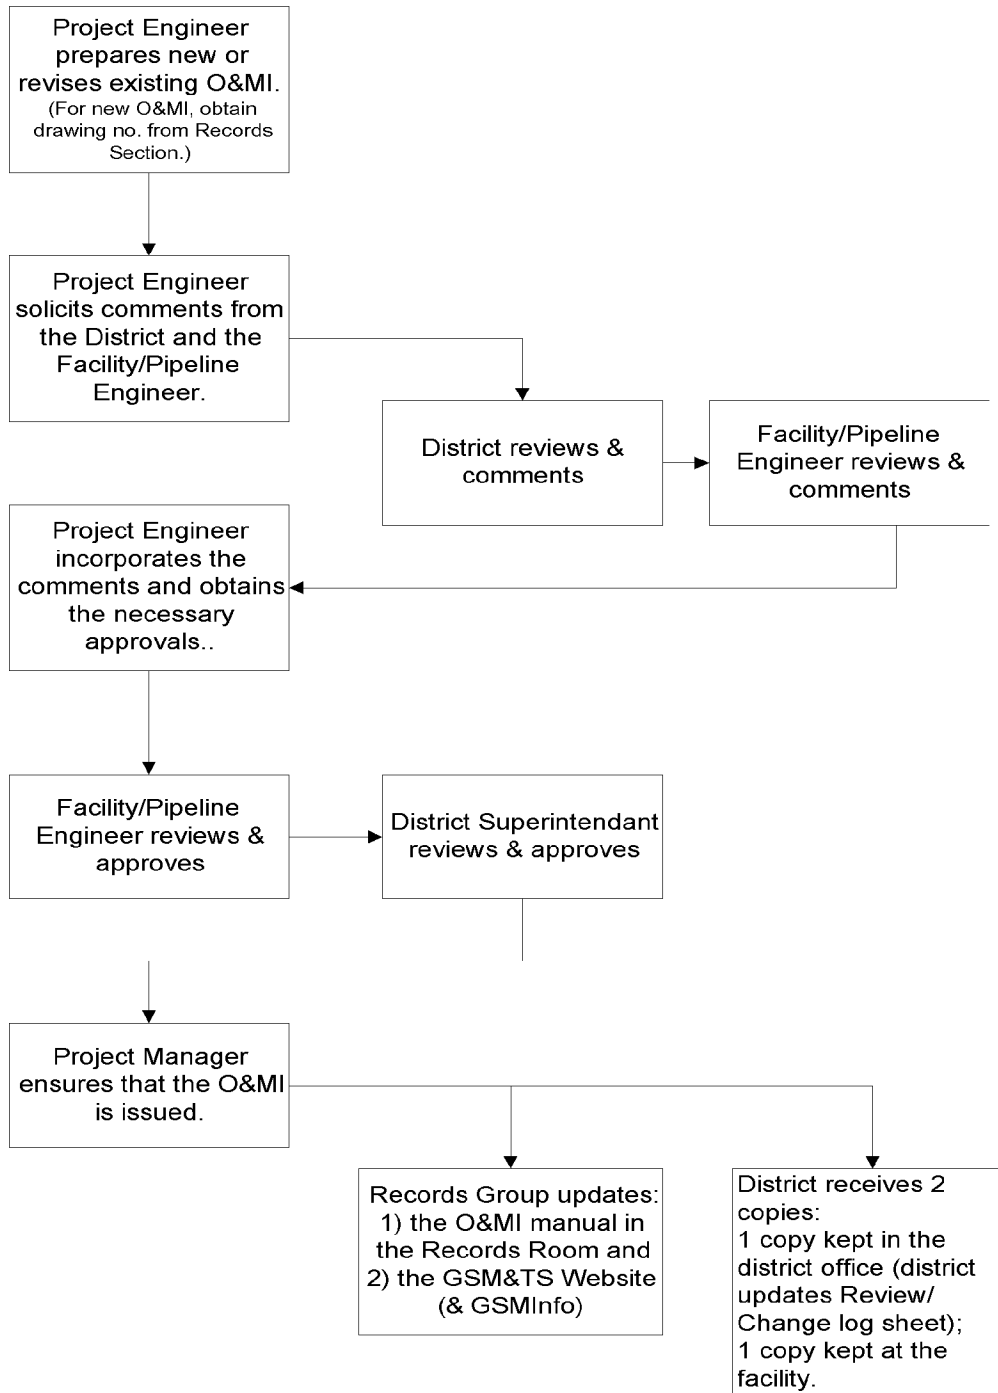 Project Engineer
prepares new or
revises existing O&MI.
(For new O&MI, obtain
drawing no. from Records
Section.)
Project Engineer
solicits comments from
the District and the
Facility/Pipeline
Engineer.
District reviews &
comments
Facility/Pipeline
Engineer reviews &
comments
Project Engineer
incorporates the
comments and obtains
the necessary
approvals..
Facility/Pipeline
Engineer reviews &
approves
District Superintendant
reviews & approves
Project Manager
ensures that the O&MI
is issued.
Records Group updates:
1) the O&MI manual in
the Records Room and
2) the GSM&TS Website
(& GSMInfo)
District receives 2
copies:
1 copy kept in the
district office (district
updates Review/
Change log sheet);
1 copy kept at the
facility.